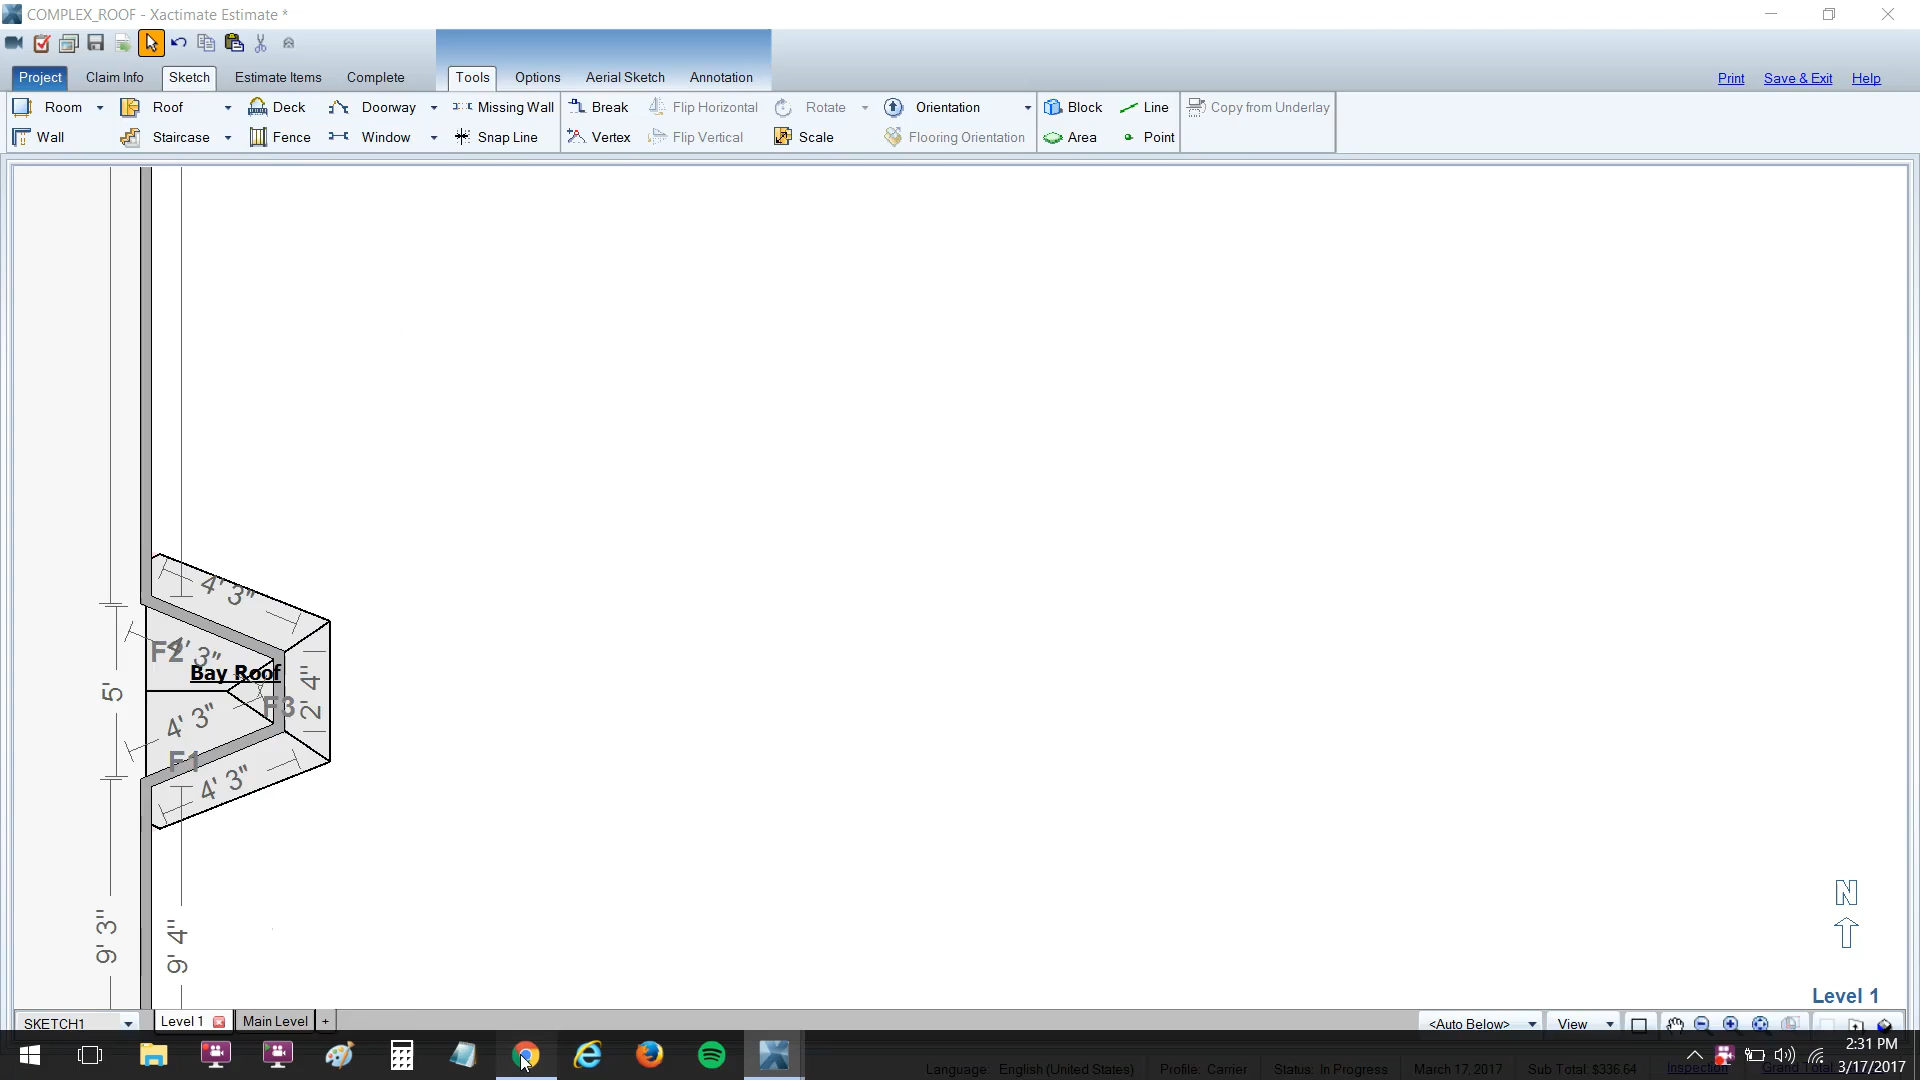 COMPLEX_ROOF - Xactimate Estimate *
Project Claim Info Sketch Estimate Items Complete Tools Options Aerial Sketch Annotation Print Save & Exit Help
Room Roof Deck Doorway Missing Wall Break Flip Horizontal Rotate Orientation Block Line Copy from Underlay
Wall Staircase Fence Window Snap Line Vertex Flip Vertical Scale Flooring Orientation Area Point
4' 3"
F2
4' 3"
Bay Roof
5'
2' 4"
F3
4' 3"
F1
4' 3"
9' 3"
9' 4"
N
Level 1
SKETCH1 Level 1 Main Level + <Auto Below> View
2:31 PM
Language: English (United States) Profile: Carrier Status: In Progress March 17, 2017 Sub Total: $336.64 Inspection Grand Total
3/17/2017